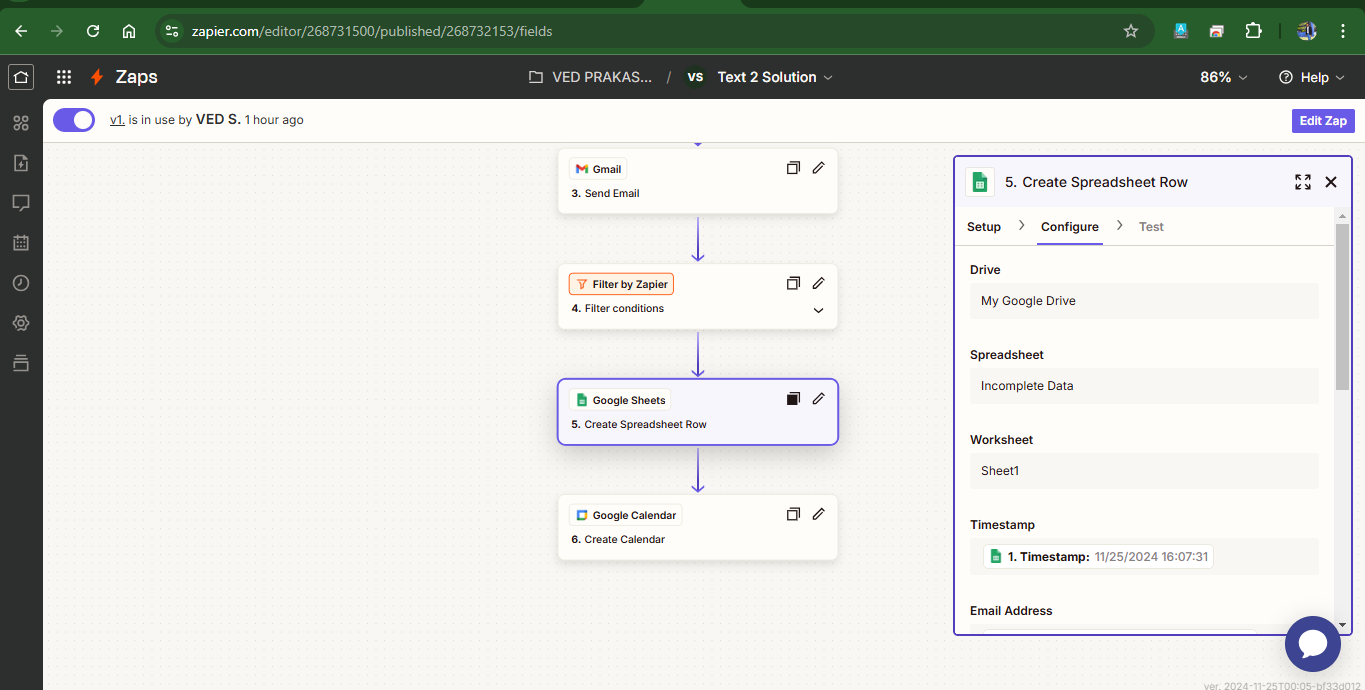 zapier.com/editor/268731500/published/268732153/fields
Zaps
VED PRAKAS... / VS Text 2 Solution
86%
Help
v1. is in use by VED S. 1 hour ago
Edit Zap
Gmail
3. Send Email
Filter by Zapier
4. Filter conditions
Google Sheets
5. Create Spreadsheet Row
Google Calendar
6. Create Calendar
5. Create Spreadsheet Row
Setup
Configure
Test
Drive
My Google Drive
Spreadsheet
Incomplete Data
Worksheet
Sheet1
Timestamp
1. Timestamp: 11/25/2024 16:07:31
Email Address
ver. 2024-11-25T00:05-bf33d012